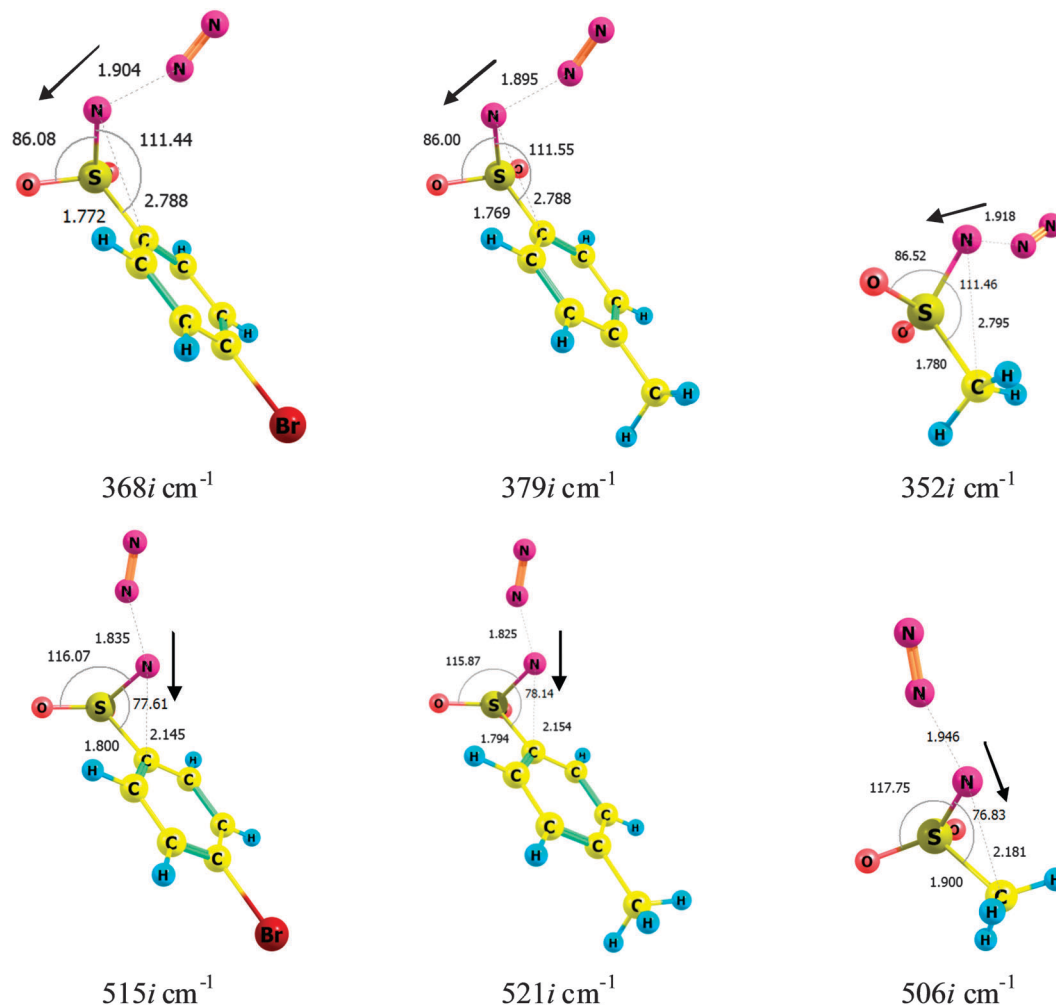 N
N
1.904
N
86.08
111.44
S
O
O
2.788
1.772
C
H
H
C
C
C
C
H
H
C
Br
368i cm-1
N
N
1.895
N
86.00
111.55
O
S
O
2.788
1.769
C
H
H
C
C
C
C
H
H
C
C
H
H
379i cm-1
1.918
N
N
N
86.52
111.46
O
S
O
2.795
1.780
C
H
H
H
352i cm-1
N
N
1.835
N
116.07
77.61
O
S
2.145
1.800
C
H
H
C
C
C
C
H
H
C
Br
515i cm-1
N
N
1.825
N
115.87
78.14
O
S
O
2.154
1.794
C
H
H
C
C
C
C
H
H
C
C
H
H
H
521i cm-1
N
N
1.946
N
117.75
76.83
S
O
O
2.181
1.900
C
H
H
H
506i cm-1